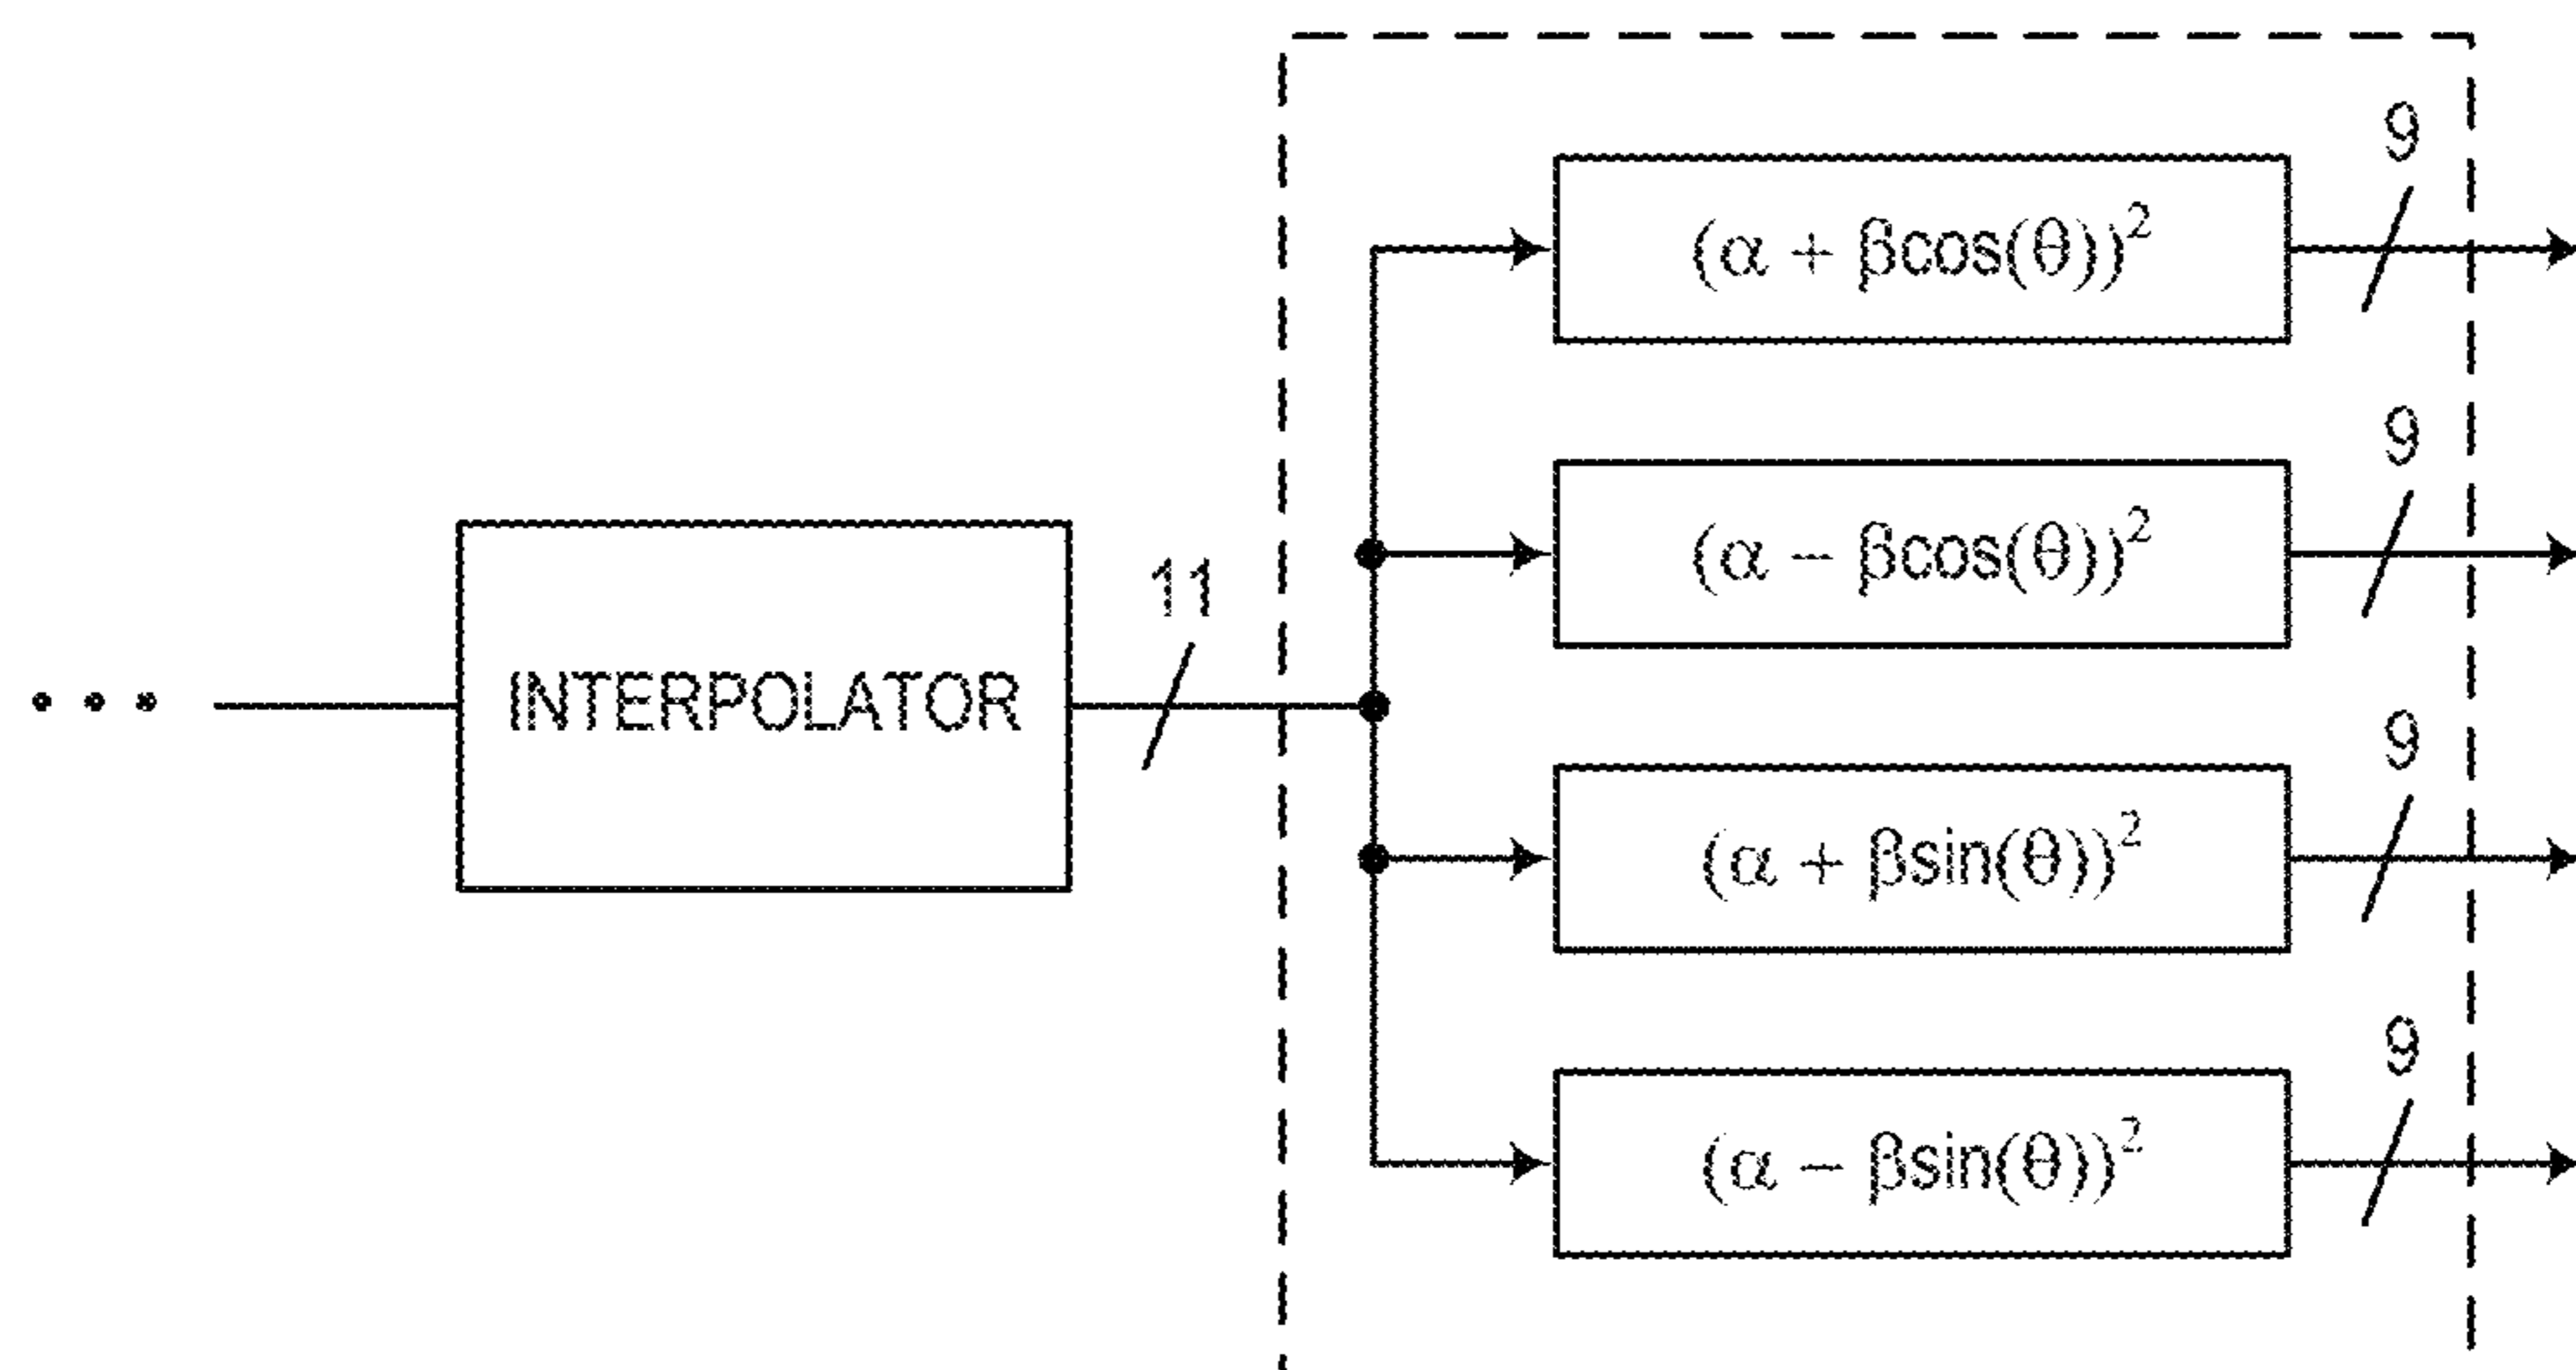 9
(α + βcos(θ))²
9
(α − βcos(θ))²
11
INTERPOLATOR
9
(α + βsin(θ))²
9
(α − βsin(θ))²